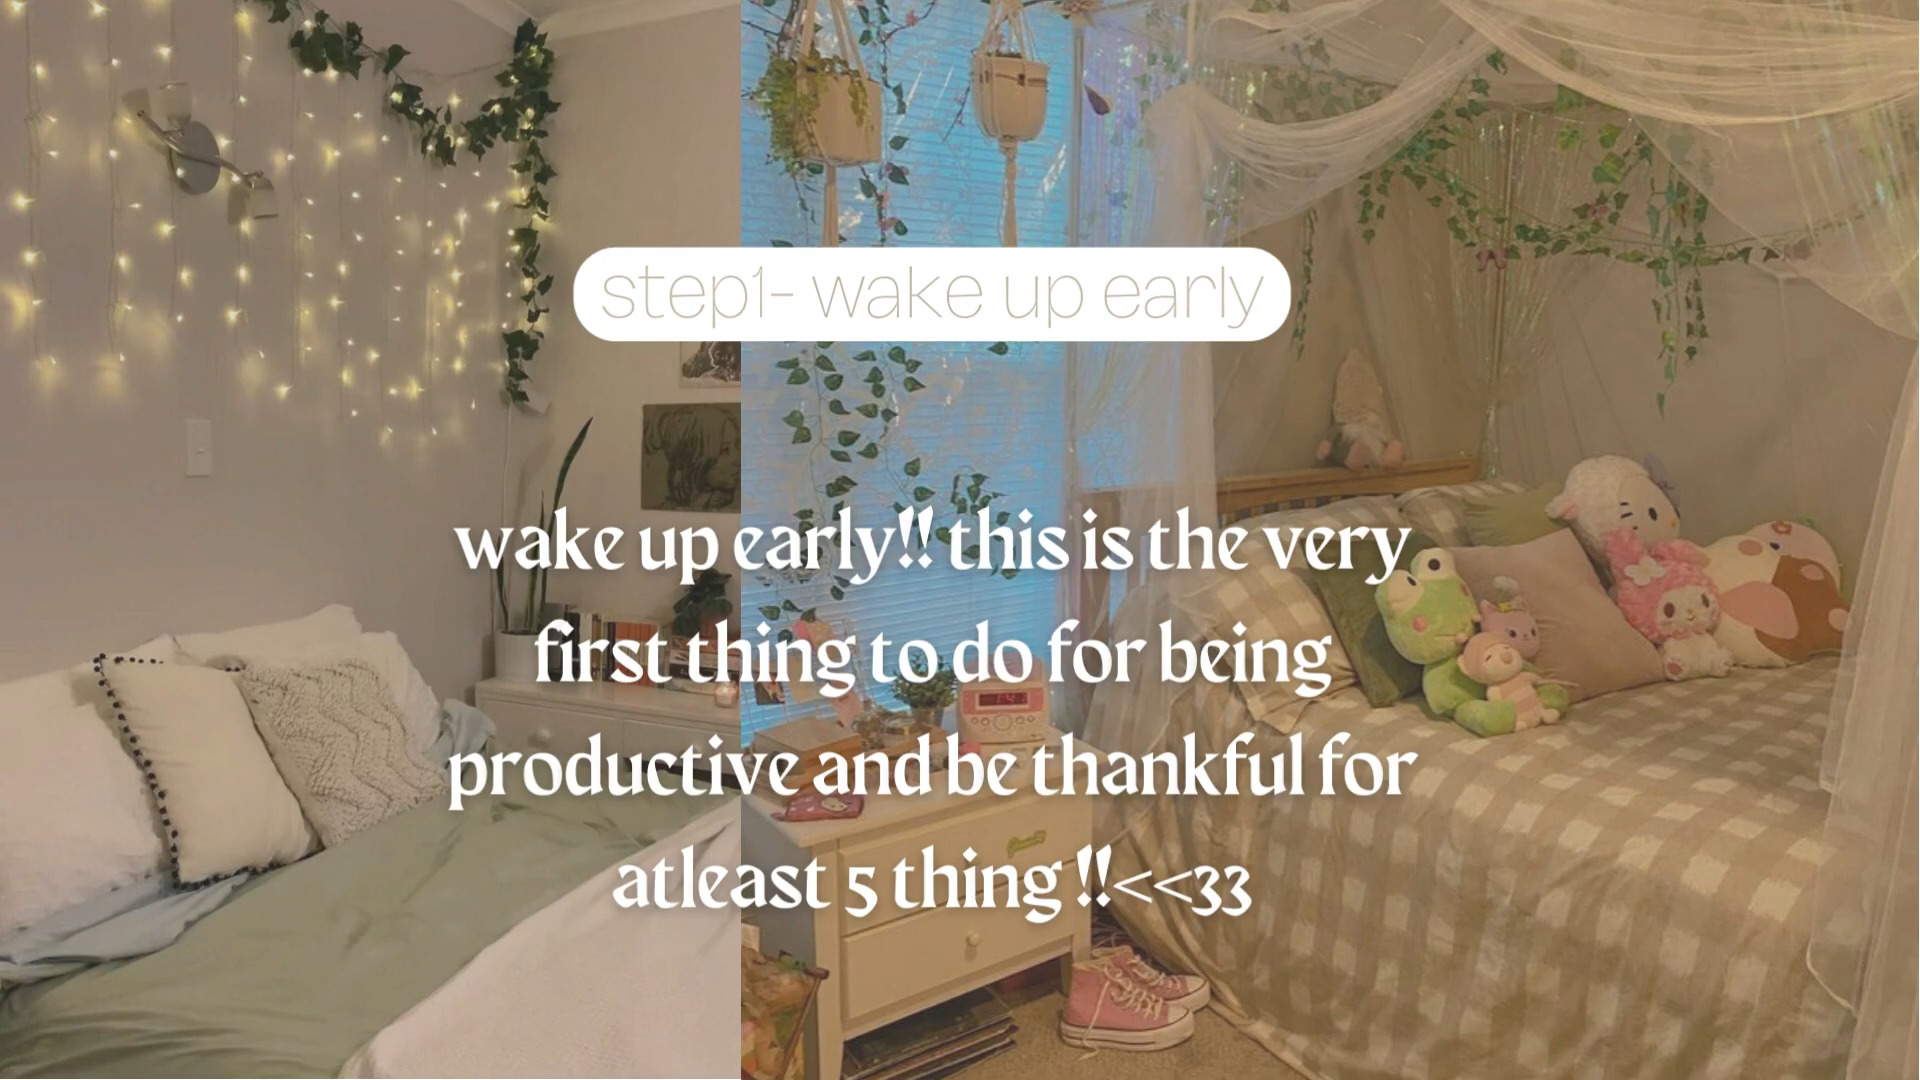 step1- wake up early
wake up early!! this is the very
first thing to do for being
productive and be thankful for
atleast 5 thing !!<<33